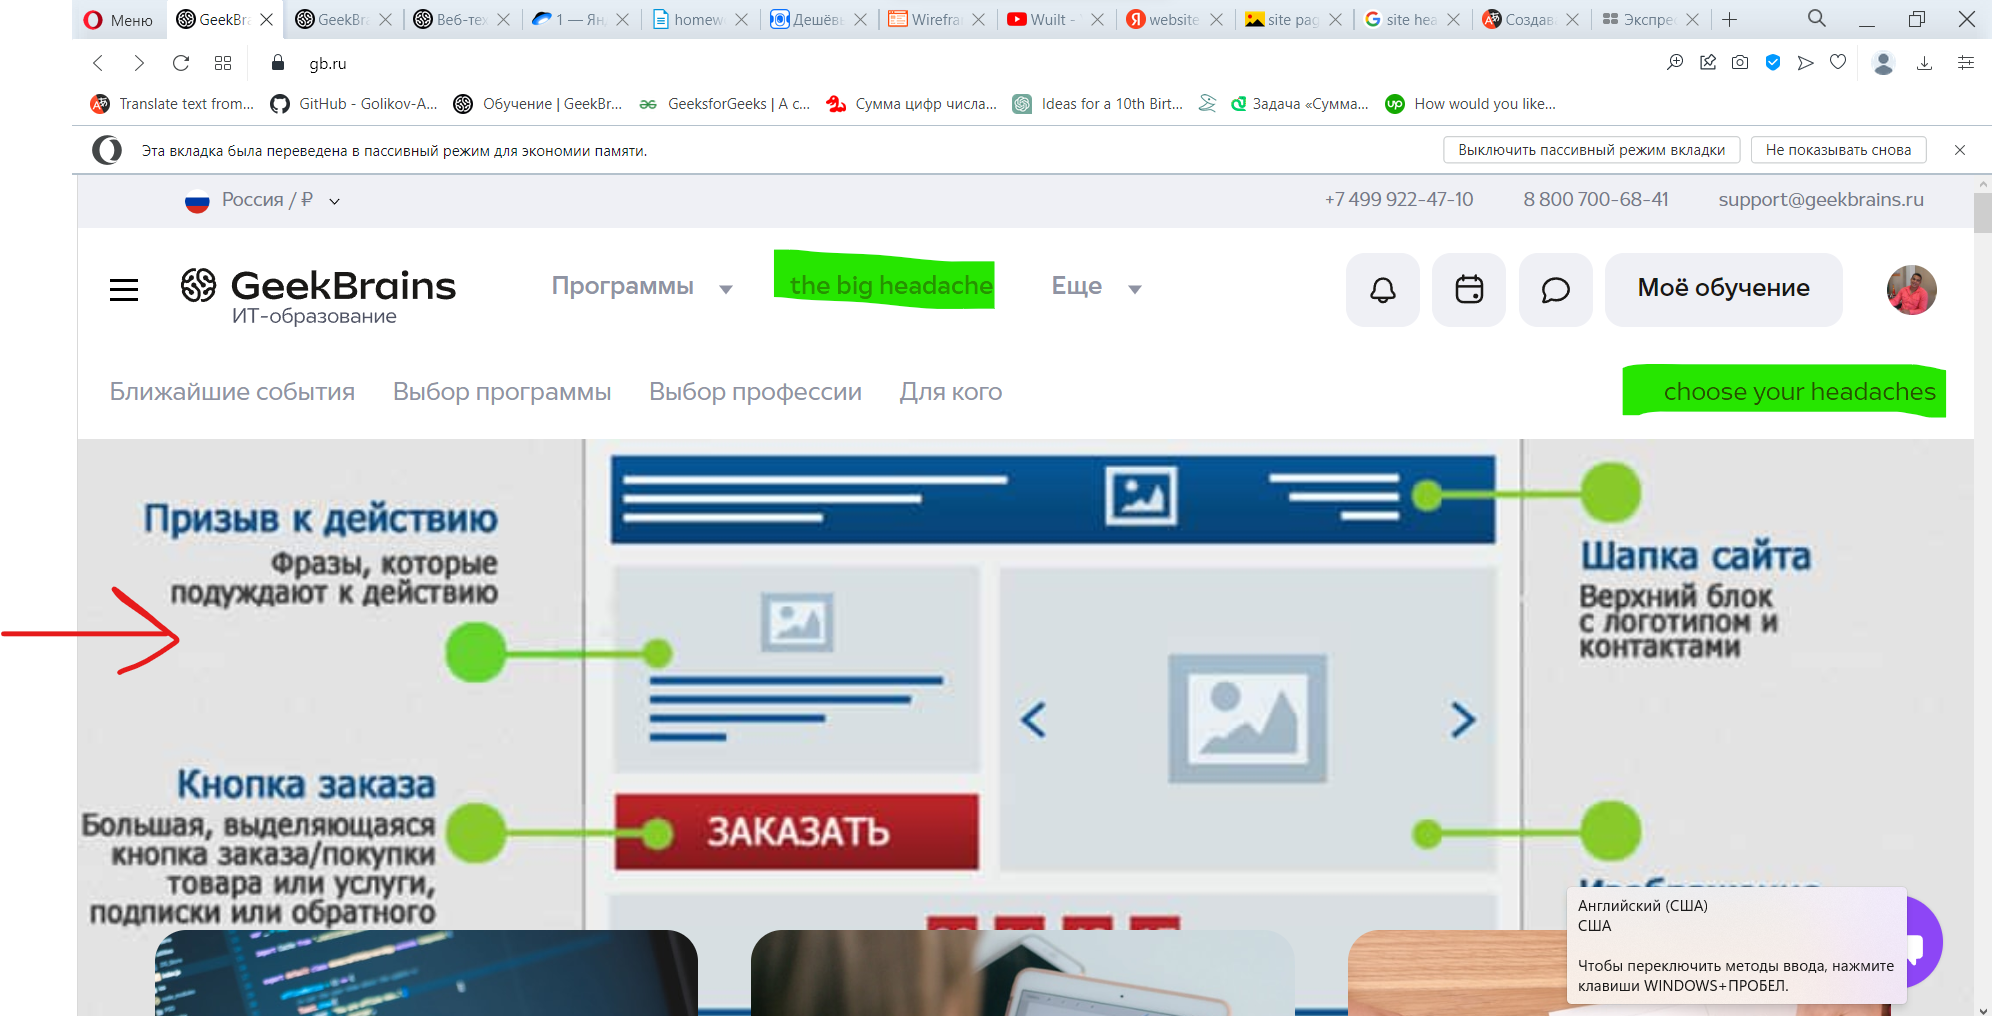 Меню
GeekBra
GeekBra
Веб-тех
1 — Ян
homew
Дешёв
Wirefra
Wuilt -
website
site pag
site hea
Создав
Экспре
gb.ru
Translate text from...
GitHub - Golikov-A...
Обучение | GeekBr...
GeeksforGeeks | A c...
Сумма цифр числа...
Ideas for a 10th Birt...
Задача «Сумма...
How would you like...
Эта вкладка была переведена в пассивный режим для экономии памяти.
Выключить пассивный режим вкладки
Не показывать снова
Россия / ₽
+7 499 922-47-10
8 800 700-68-41
support@geekbrains.ru
GeekBrains
ИТ-образование
Программы
the big headache
Еще
Моё обучение
Ближайшие события
Выбор программы
Выбор профессии
Для кого
choose your headaches
Призыв к действию
Фразы, которые
подуждают к действию
Шапка сайта
Верхний блок
с логотипом и
контактами
Кнопка заказа
Большая, выделяющаяся
кнопка заказа/покупки
товара или услуги,
подписки или обратного
ЗАКАЗАТЬ
Английский (США)
США
Чтобы переключить методы ввода, нажмите
клавиши WINDOWS+ПРОБЕЛ.